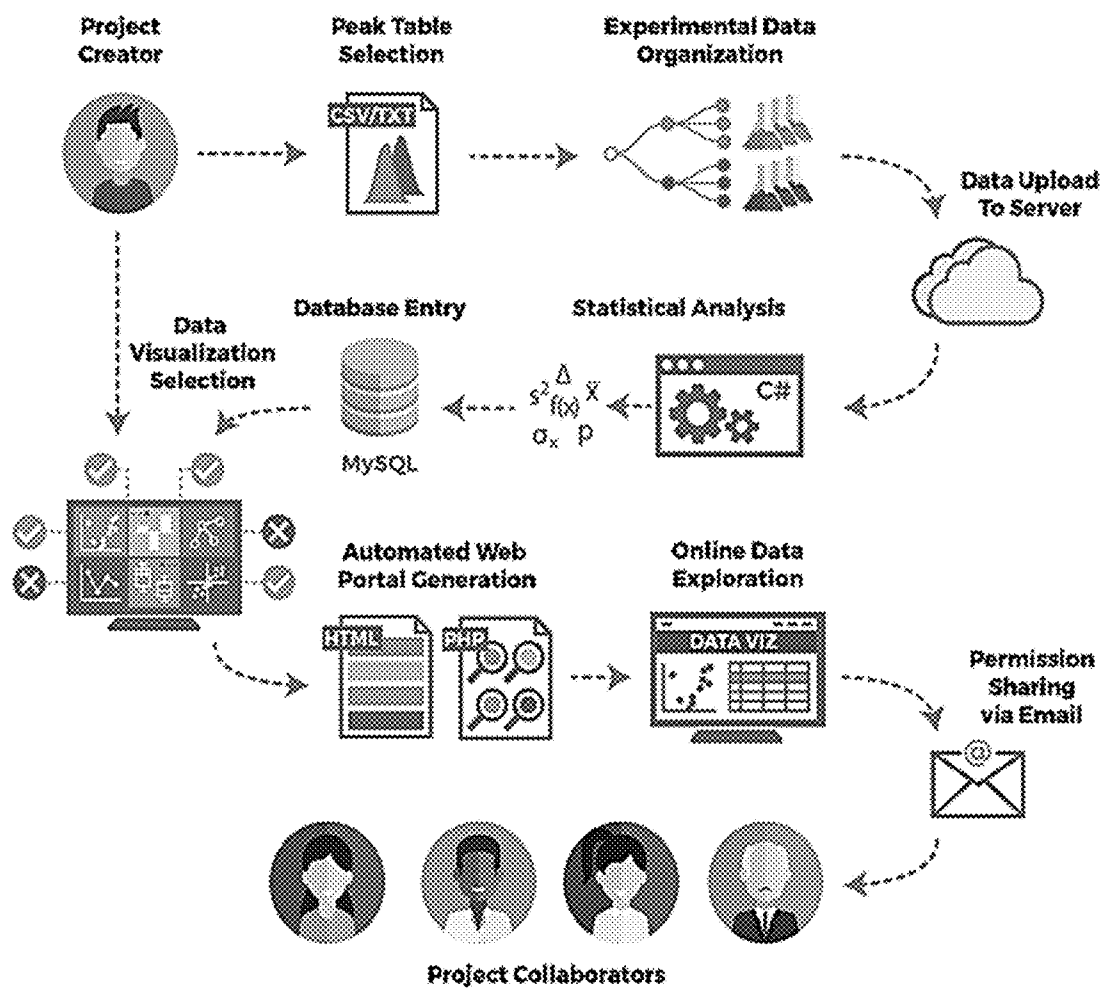 Project
Creator
Peak Table
Selection
Experimental Data
Organization
CSV/TXT
Data Upload
To Server
Data
Visualization
Selection
Database Entry
Statistical Analysis
MySQL
s² Δ x̄
f(x)
σₓ p
C#
Automated Web
Portal Generation
Online Data
Exploration
HTML
PHP
DATA VIZ
Permission
Sharing
via Email
@
Project Collaborators